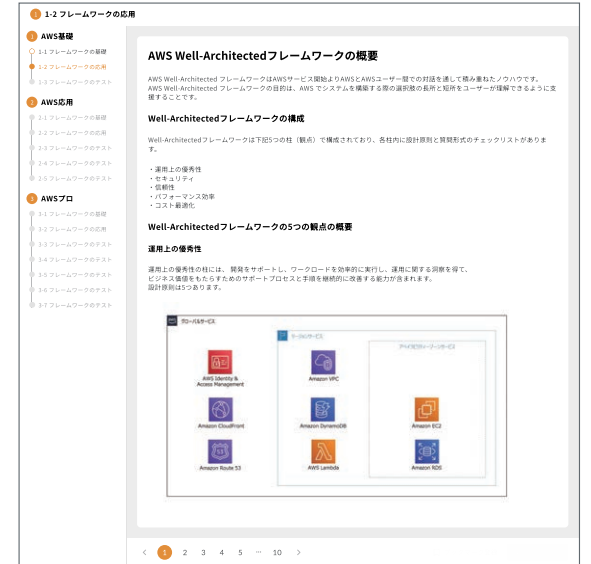 1 1-2 フレームワークの応用
1 AWS基礎
1-1 フレームワークの基礎
1-2 フレームワークの応用
1-3 フレームワークのテスト
2 AWS応用
2-1 フレームワークの基礎
2-2 フレームワークの応用
2-3 フレームワークのテスト
2-4 フレームワークのテスト
2-5 フレームワークのテスト
3 AWSプロ
3-1 フレームワークの基礎
3-2 フレームワークの応用
3-3 フレームワークのテスト
3-4 フレームワークのテスト
3-5 フレームワークのテスト
3-6 フレームワークのテスト
3-7 フレームワークのテスト
AWS Well-Architectedフレームワークの概要
AWS Well-Architected フレームワークはAWSサービス開始よりAWSとAWSユーザー間での対話を通して積み重ねたノウハウです。
AWS Well-Architected フレームワークの目的は、AWS でシステムを構築する際の選択肢の長所と短所をユーザーが理解できるように支
援することです。
Well-Architectedフレームワークの構成
Well-Architectedフレームワークは下記5つの柱（観点）で構成されており、各柱内に設計原則と質問形式のチェックリストがありま
す。
・運用上の優秀性
・セキュリティ
・信頼性
・パフォーマンス効率
・コスト最適化
Well-Architectedフレームワークの5つの観点の概要
運用上の優秀性
運用上の優秀性の柱には、 開発をサポートし、ワークロードを効率的に実行し、運用に関する洞察を得て、
ビジネス価値をもたらすためのサポートプロセスと手順を継続的に改善する能力が含まれます。
設計原則は5つあります。
aws グローバルサービス
リージョンサービス
アベイラビリティーゾーンサービス
AWS Identity &
Access Management
Amazon VPC
Amazon CloudFront
Amazon DynamoDB
Amazon EC2
53
Amazon Route 53
AWS Lambda
Amazon RDS
< 1 2 3 4 5 … 10 >